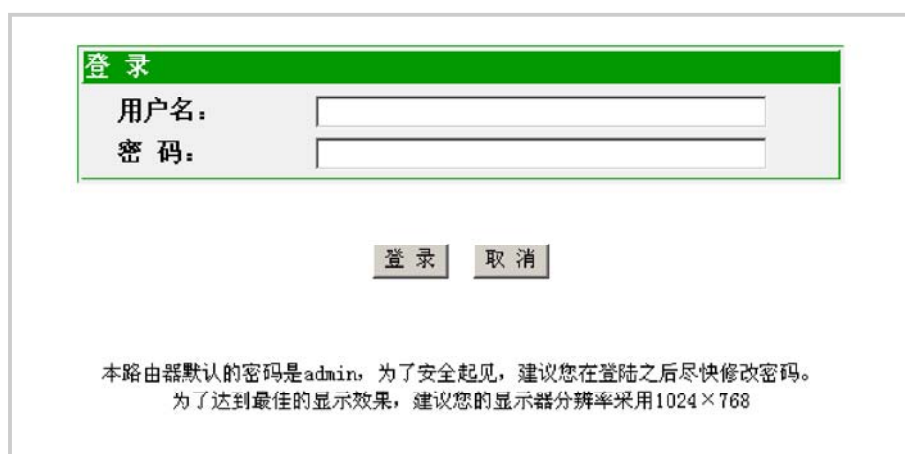 登 录
用户名：
密 码：
登 录 取 消
本路由器默认的密码是admin，为了安全起见，建议您在登陆之后尽快修改密码。
为了达到最佳的显示效果，建议您的显示器分辨率采用1024×768